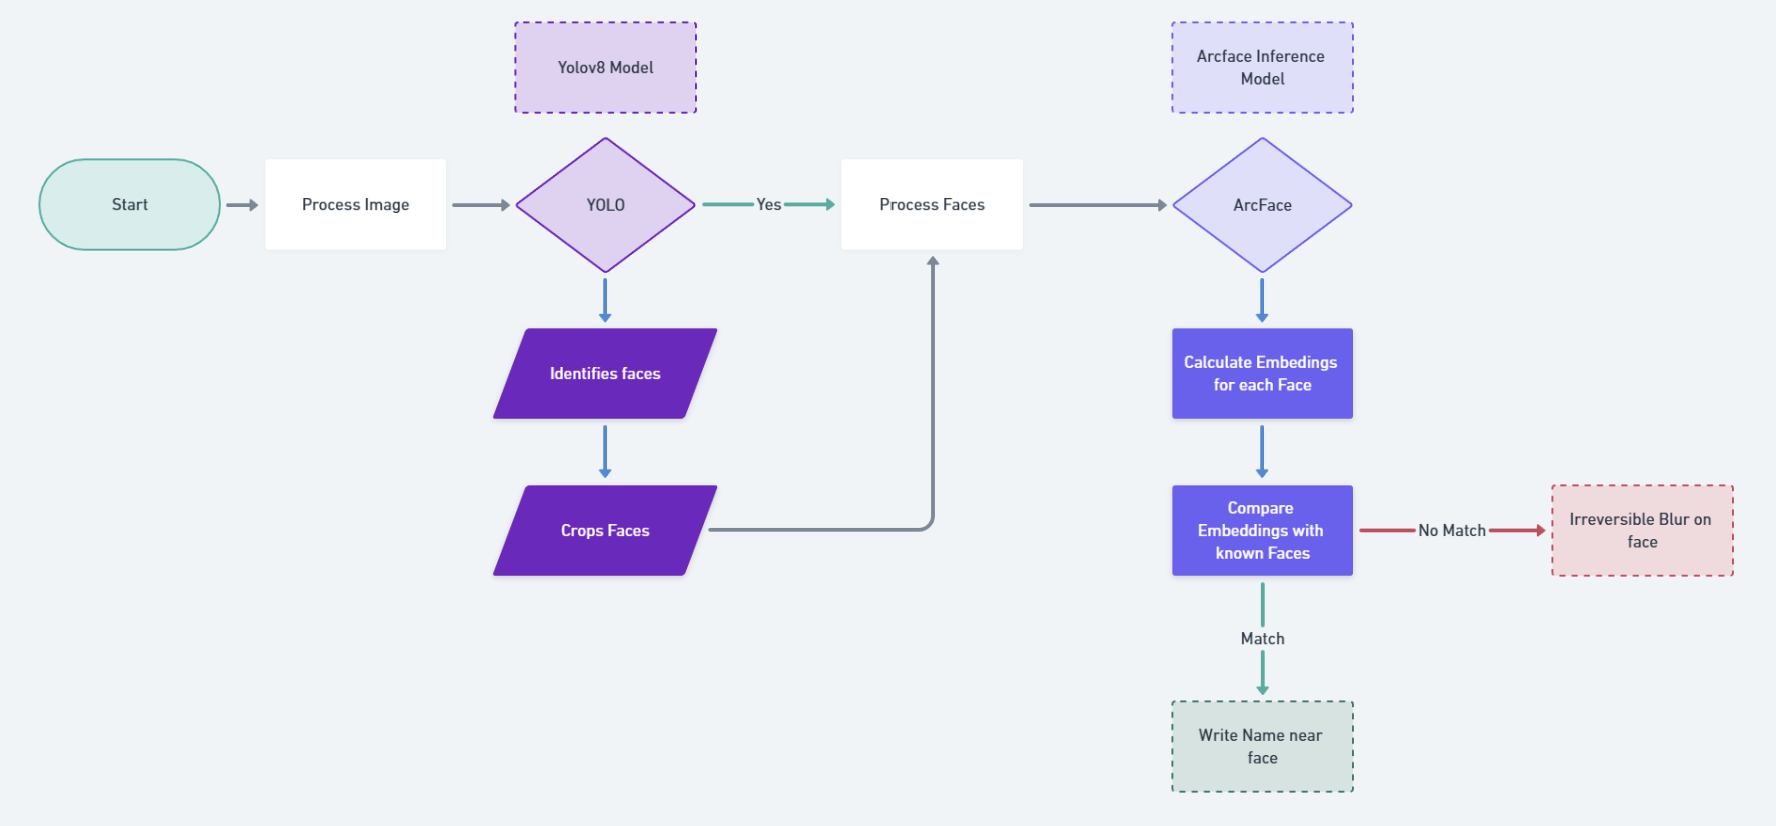 Yolov8 Model
Arcface Inference
Model
Start
Process Image
YOLO
Yes
Process Faces
ArcFace
Identifies faces
Calculate Embedings
for each Face
Crops Faces
Compare
Embeddings with
known Faces
No Match
Irreversible Blur on
face
Match
Write Name near
face